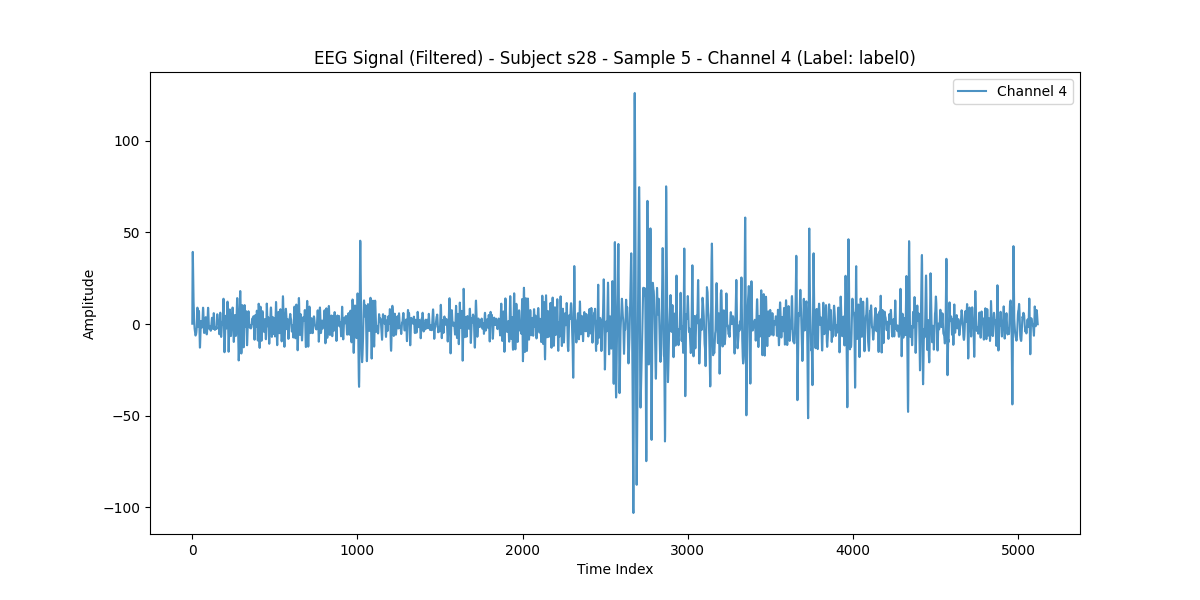 EEG Signal (Filtered) - Subject s28 - Sample 5 - Channel 4 (Label: label0)
Channel 4
100
50
0
−50
−100
Amplitude
0 1000 2000 3000 4000 5000
Time Index